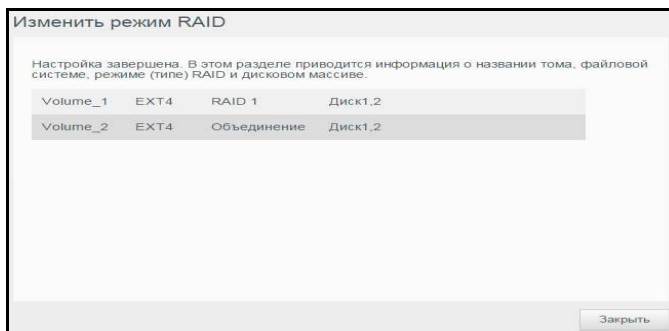 Изменить режим RAID
Настройка завершена. В этом разделе приводится информация о названии тома, файловой
системе, режиме (типе) RAID и дисковом массиве.
Volume_1 EXT4 RAID 1 Диск1,2
Volume_2 EXT4 Объединение Диск1,2
Закрыть